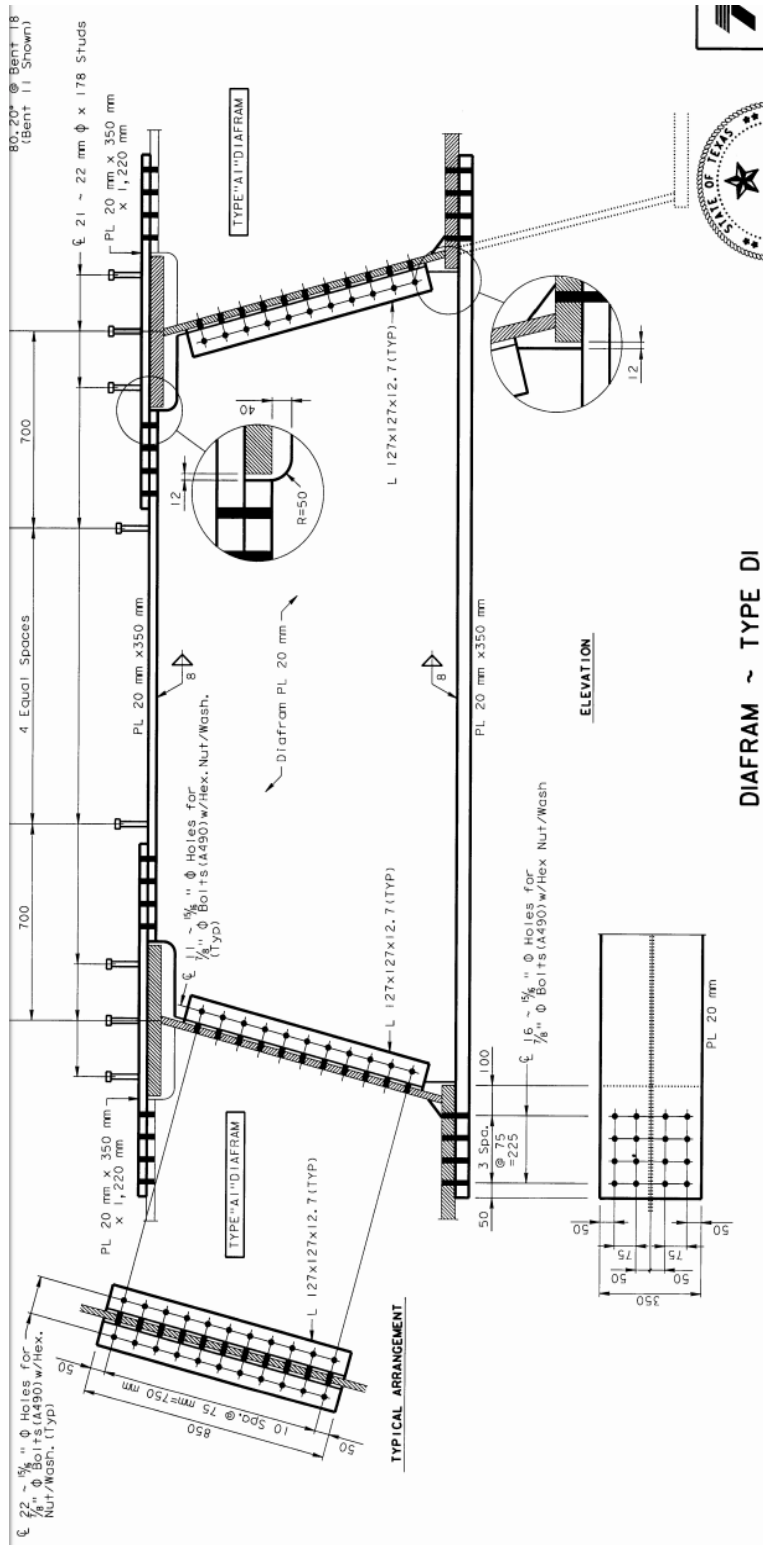 80.20° @ Bent 18
(Bent 11 Shown)
℄ 21 ~ 22 mm Φ x 178 Studs
PL 20 mm x 350 mm
x 1,220 mm
TYPE"A1"DIAFRAM
700
4 Equal Spaces
700
PL 20 mm x350 mm
8
12
40
R=50
L 127x127x12.7(TYP)
12
Diafram PL 20 mm
℄ 11 ~ 15/16 " Φ Holes for
7/8" Φ Bolts(A490)w/Hex. Nut/Wash.
(Typ)
L 127x127x12.7(TYP)
8
PL 20 mm x350 mm
PL 20 mm x 350 mm
x 1,220 mm
TYPE"A1"DIAFRAM
℄ 22 ~ 15/16 " Φ Holes for
7/8" Φ Bolts(A490)w/Hex.
Nut/Wash. (Typ)
L 127x127x12.7(TYP)
50
10 Spa.@ 75 mm=750 mm
50
850
TYPICAL ARRANGEMENT
℄ 16 ~ 15/16 " Φ Holes for
7/8" Φ Bolts(A490)w/Hex Nut/Wash
50
3 Spa.
@ 75
=225
100
ELEVATION
50
75
50
50
75
50
350
PL 20 mm
DIAFRAM ~ TYPE D1
STATE OF TEXAS